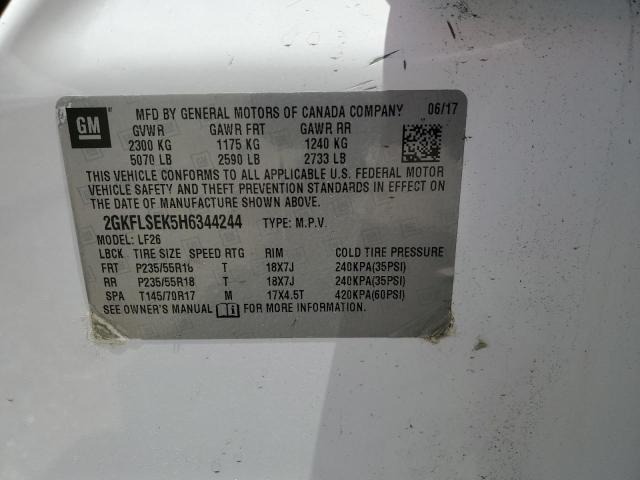 GM
MFD BY GENERAL MOTORS OF CANADA COMPANY 06/17
GVWR GAWR FRT GAWR RR
2300 KG 1175 KG 1240 KG
5070 LB 2590 LB 2733 LB
THIS VEHICLE CONFORMS TO ALL APPLICABLE U.S. FEDERAL MOTOR
VEHICLE SAFETY AND THEFT PREVENTION STANDARDS IN EFFECT ON
THE DATE OF MANUFACTURE SHOWN ABOVE.
2GKFLSEK5H6344244 TYPE: M.P.V.
MODEL: LF26
LBCK TIRE SIZE SPEED RTG RIM COLD TIRE PRESSURE
FRT P235/55R18 T 18X7J 240KPA(35PSI)
RR P235/55R18 T 18X7J 240KPA(35PSI)
SPA T145/70R17 M 17X4.5T 420KPA(60PSI)
SEE OWNER'S MANUAL FOR MORE INFORMATION.